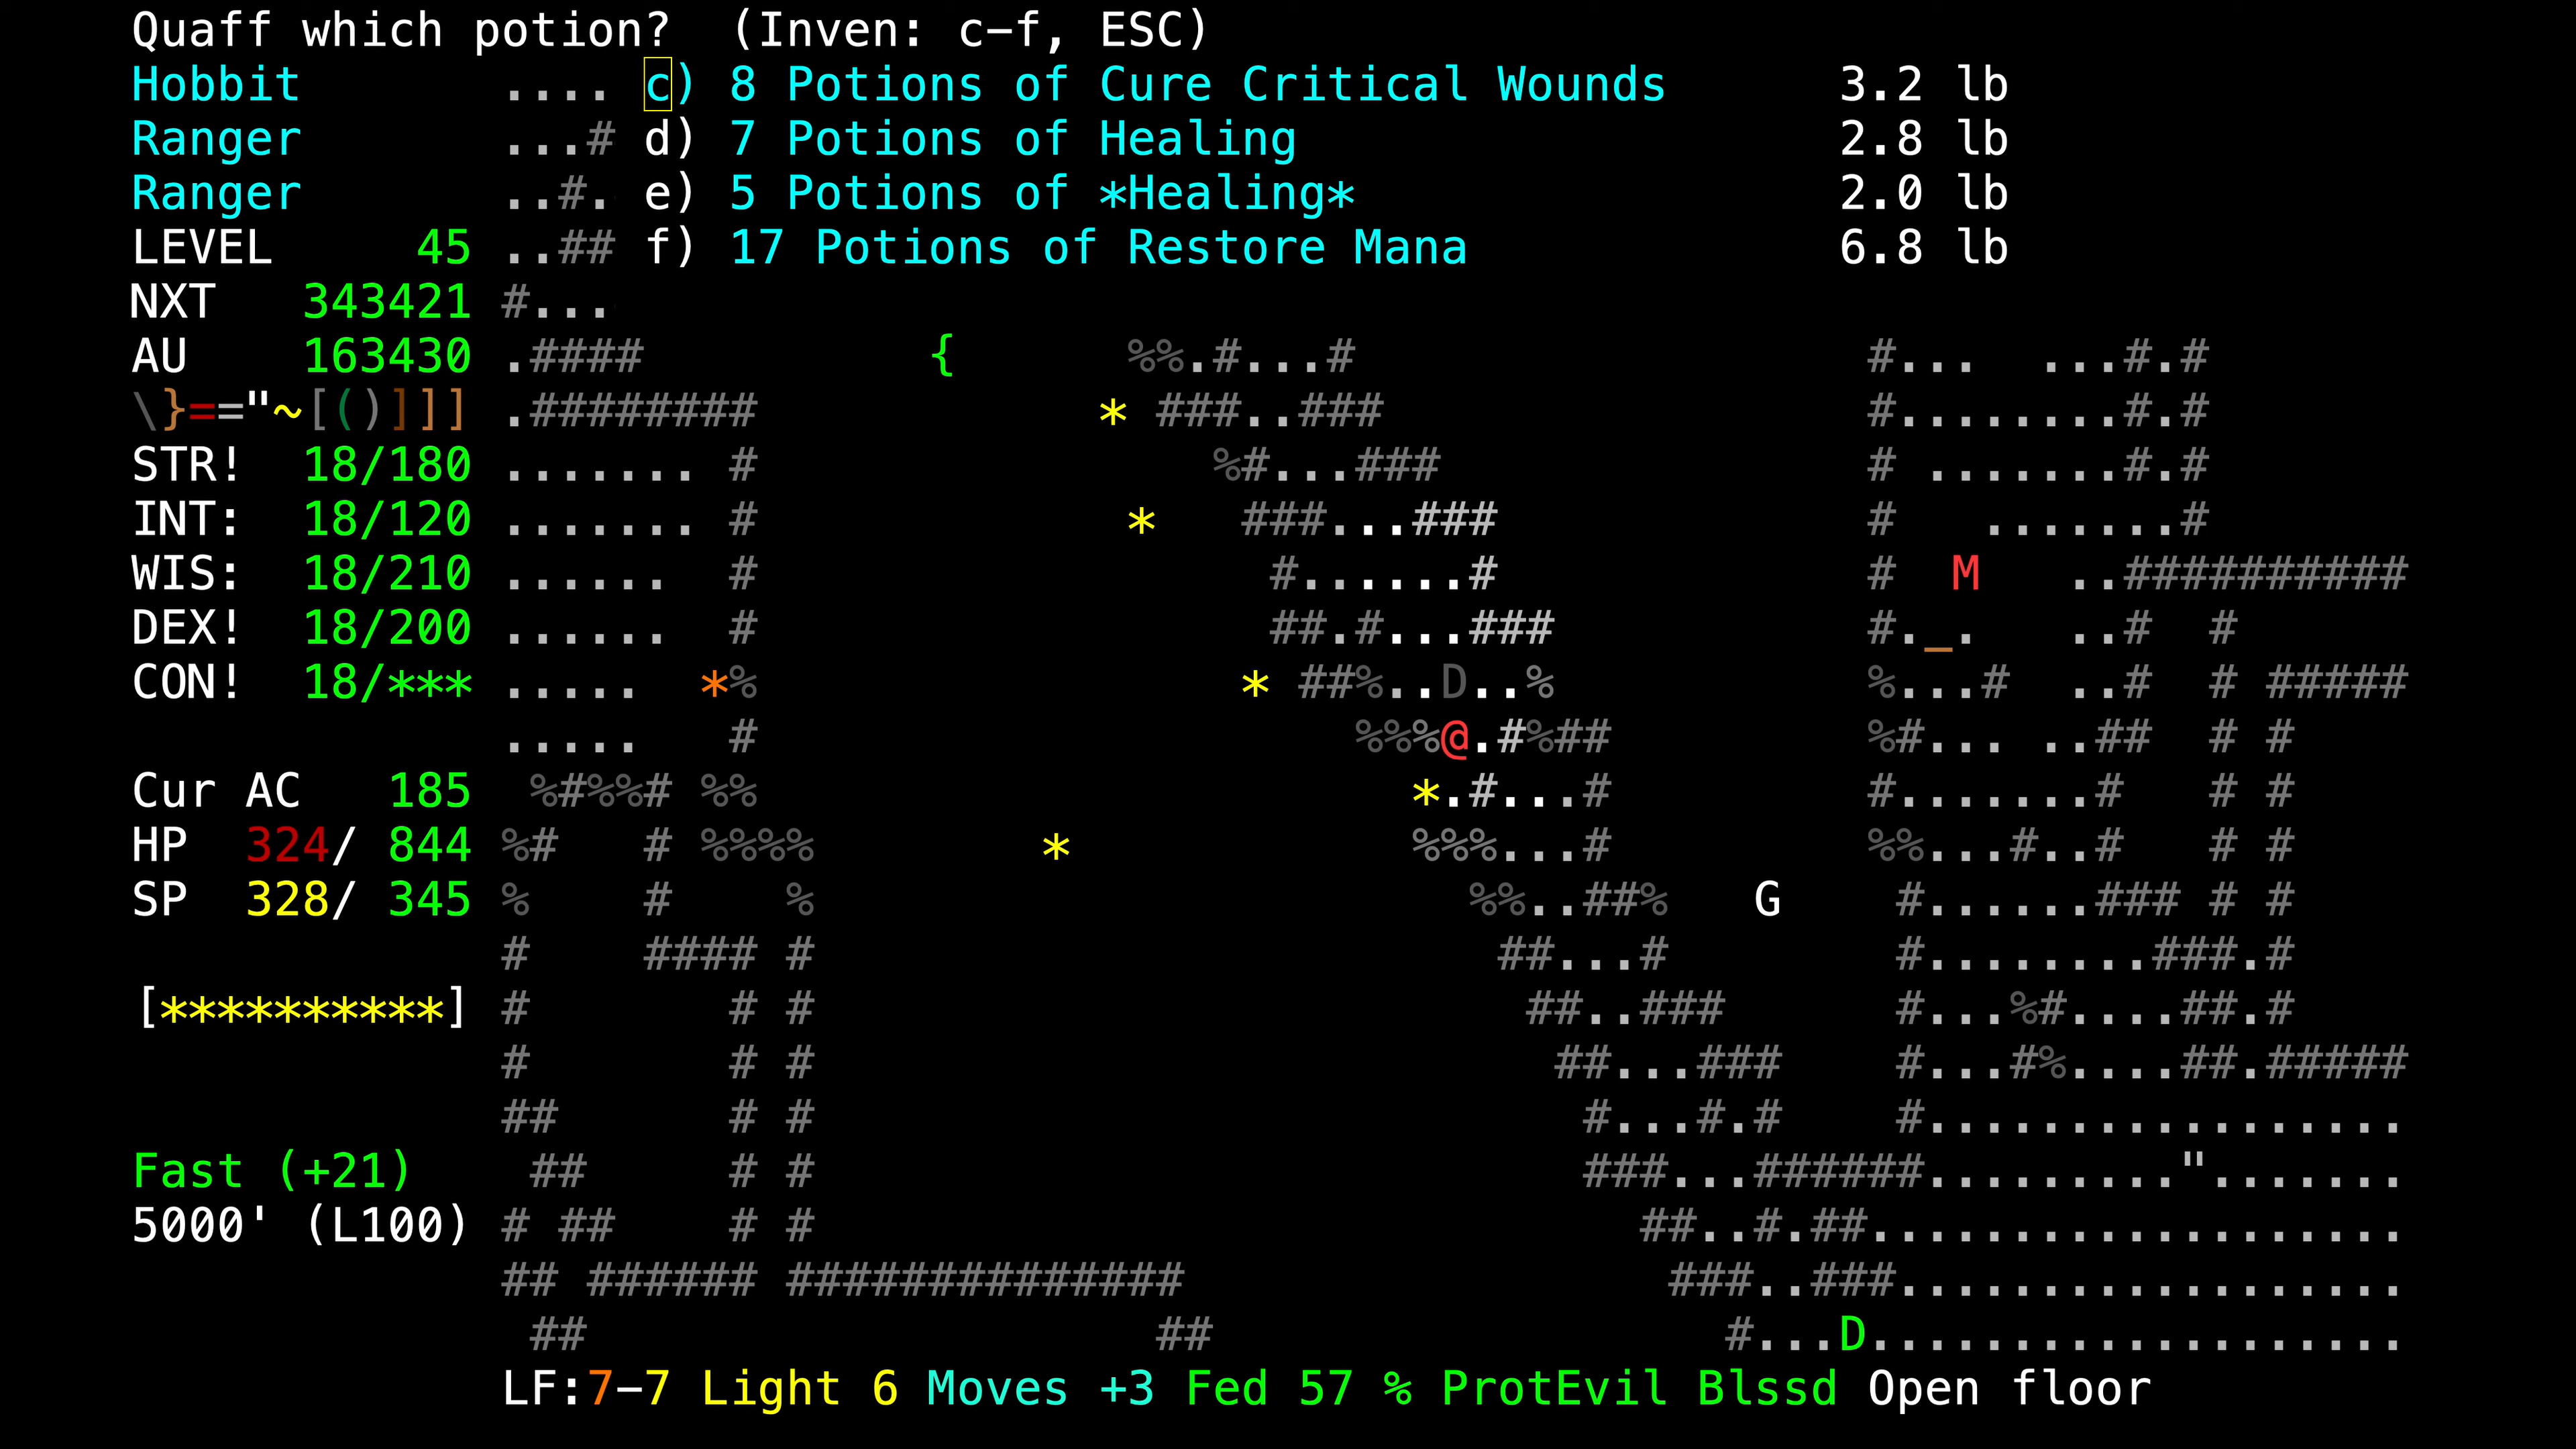 Quaff which potion?  (Inven: c-f, ESC)
Hobbit       .... c) 8 Potions of Cure Critical Wounds      3.2 lb
Ranger       ...# d) 7 Potions of Healing                   2.8 lb
Ranger       ..#. e) 5 Potions of *Healing*                 2.0 lb
LEVEL     45 ..## f) 17 Potions of Restore Mana             6.8 lb
NXT   343421 #...
AU    163430 .####          {      %%.#...#                  #...  ...#.#
\}=="~[()]]] .########            * ###..###                 #........#.#
STR!  18/180 ....... #                %#...###               # .......#.#
INT:  18/120 ....... #             *   ###...###             #   .......#
WIS:  18/210 ......  #                  #......#             #  M   ..##########
DEX!  18/200 ......  #                  ##.#...###           #._.   ..#  #
CON!  18/*** .....  *%                 * ##%..D..%           %...#  ..#  # #####
             .....   #                     %%%@.#%##         %#... ..##  # #
Cur AC   185  %#%%# %%                       *.#...#         #.......#   # #
HP  324/ 844 %#   # %%%%        *            %%%...#         %%...#..#   # #
SP  328/ 345 %    #    %                       %%..##%   G    #......### # #
             #    #### #                        ##...#        #........###.#
[**********] #       # #                         ##..###      #...%#....##.#
             #       # #                          ##...###    #...#%....##.#####
             ##      # #                           #...#.#    #.................
Fast (+21)    ##     # #                           ###...######.........".......
5000' (L100) # ##    # #                             ##..#.##...................
             ## ###### ##############                 ###..###..................
              ##                    ##                  #...D...................
             LF:7-7 Light 6 Moves +3 Fed 57 % ProtEvil Blssd Open floor